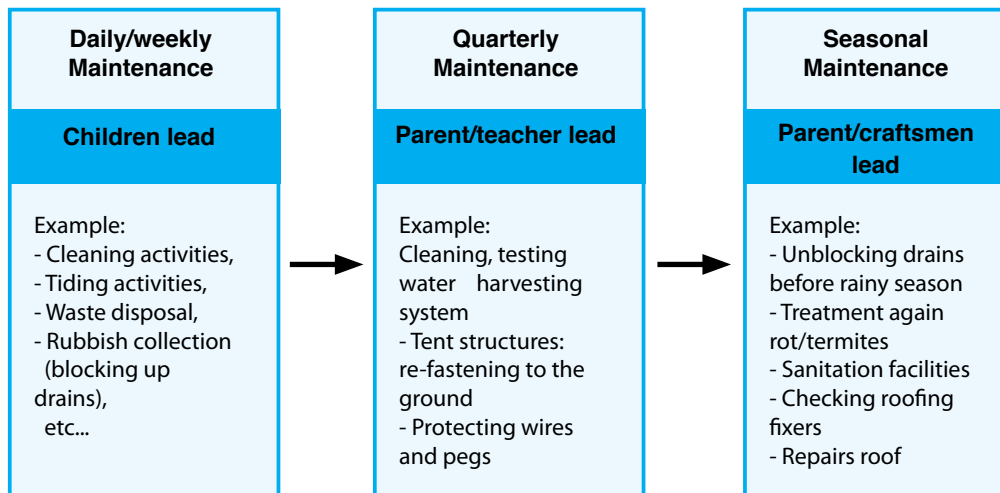 Daily/weekly
Maintenance
Children lead
Example:
- Cleaning activities,
- Tiding activities,
- Waste disposal,
- Rubbish collection
(blocking up
drains),
etc...
Quarterly
Maintenance
Parent/teacher lead
Example:
Cleaning, testing
water harvesting
system
- Tent structures:
re-fastening to the
ground
- Protecting wires
and pegs
Seasonal
Maintenance
Parent/craftsmen
lead
Example:
- Unblocking drains
before rainy season
- Treatment again
rot/termites
- Sanitation facilities
- Checking roofing
fixers
- Repairs roof